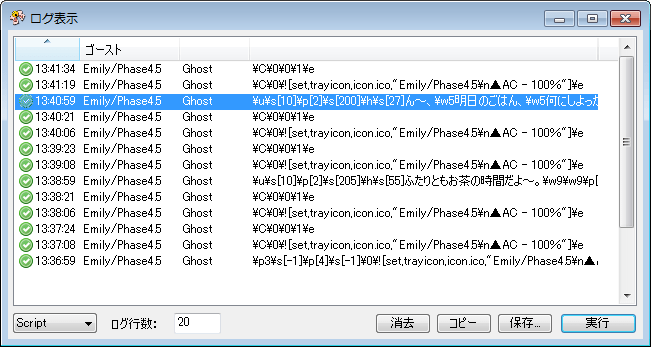 ログ表示
ゴースト
13:41:34 Emily/Phase4.5 Ghost ¥C¥0¥0¥1¥e
13:41:19 Emily/Phase4.5 Ghost ¥C¥0¥![set,trayicon,icon.ico,"Emily/Phase4.5¥n▲AC - 100%"]¥e
13:40:59 Emily/Phase4.5 Ghost ¥u¥s[10]¥p[2]¥s[200]¥h¥s[27]ん～、¥w5明日のごはん、¥w5何にしよっか
13:40:21 Emily/Phase4.5 Ghost ¥C¥0¥0¥1¥e
13:40:06 Emily/Phase4.5 Ghost ¥C¥0¥![set,trayicon,icon.ico,"Emily/Phase4.5¥n▲AC - 100%"]¥e
13:39:23 Emily/Phase4.5 Ghost ¥C¥0¥0¥1¥e
13:39:08 Emily/Phase4.5 Ghost ¥C¥0¥![set,trayicon,icon.ico,"Emily/Phase4.5¥n▲AC - 100%"]¥e
13:38:59 Emily/Phase4.5 Ghost ¥u¥s[10]¥p[2]¥s[205]¥h¥s[55]ふたりともお茶の時間だよ～。¥w9¥w9¥p[
13:38:21 Emily/Phase4.5 Ghost ¥C¥0¥0¥1¥e
13:38:06 Emily/Phase4.5 Ghost ¥C¥0¥![set,trayicon,icon.ico,"Emily/Phase4.5¥n▲AC - 100%"]¥e
13:37:24 Emily/Phase4.5 Ghost ¥C¥0¥0¥1¥e
13:37:08 Emily/Phase4.5 Ghost ¥C¥0¥![set,trayicon,icon.ico,"Emily/Phase4.5¥n▲AC - 100%"]¥e
13:36:59 Emily/Phase4.5 Ghost ¥p3¥s[-1]¥p[4]¥s[-1]¥0¥![set,trayicon,icon.ico,"Emily/Phase4.5¥n▲
Script ログ行数: 20 消去 コピー 保存... 実行